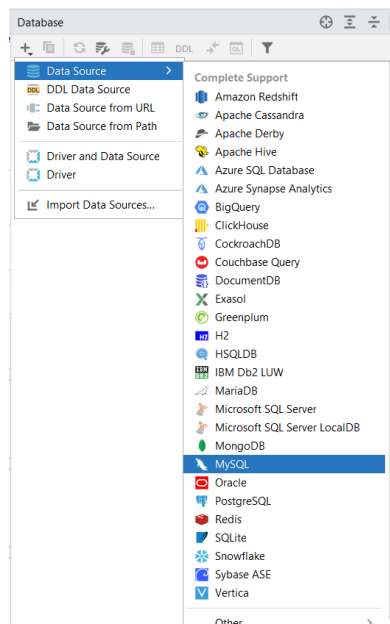 Database
DDL
QL
Data Source
DDL Data Source
Data Source from URL
Data Source from Path
Driver and Data Source
Driver
Import Data Sources...
Complete Support
Amazon Redshift
Apache Cassandra
Apache Derby
Apache Hive
Azure SQL Database
Azure Synapse Analytics
BigQuery
ClickHouse
CockroachDB
Couchbase Query
DocumentDB
Exasol
Greenplum
H2
HSQLDB
IBM Db2 LUW
MariaDB
Microsoft SQL Server
Microsoft SQL Server LocalDB
MongoDB
MySQL
Oracle
PostgreSQL
Redis
SQLite
Snowflake
Sybase ASE
Vertica
Other